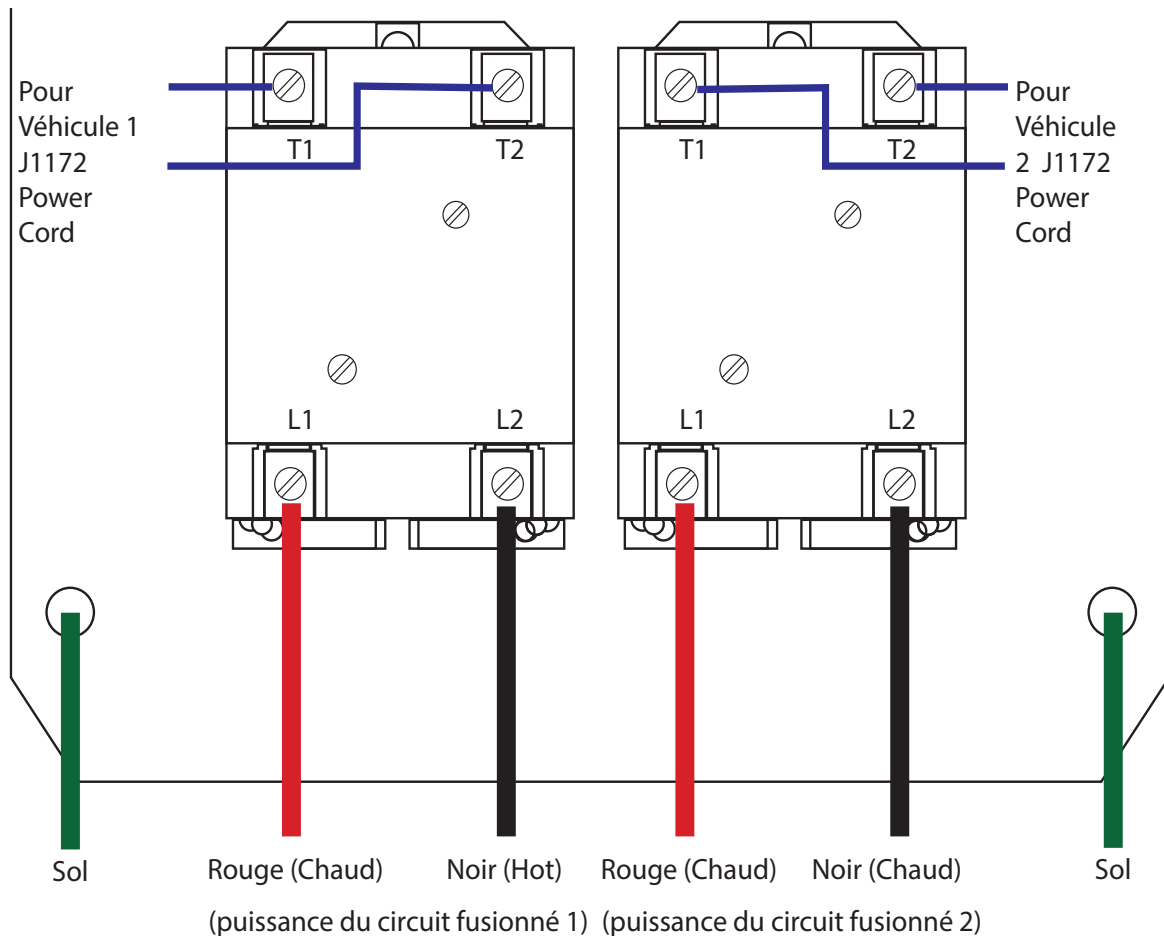 Pour
Véhicule 1
J1172
Power
Cord
T1
T2
T1
T2
Pour
Véhicule
2 J1172
Power
Cord
L1
L2
L1
L2
Sol
Rouge (Chaud)
Noir (Hot)
Rouge (Chaud)
Noir (Chaud)
Sol
(puissance du circuit fusionné 1)
(puissance du circuit fusionné 2)